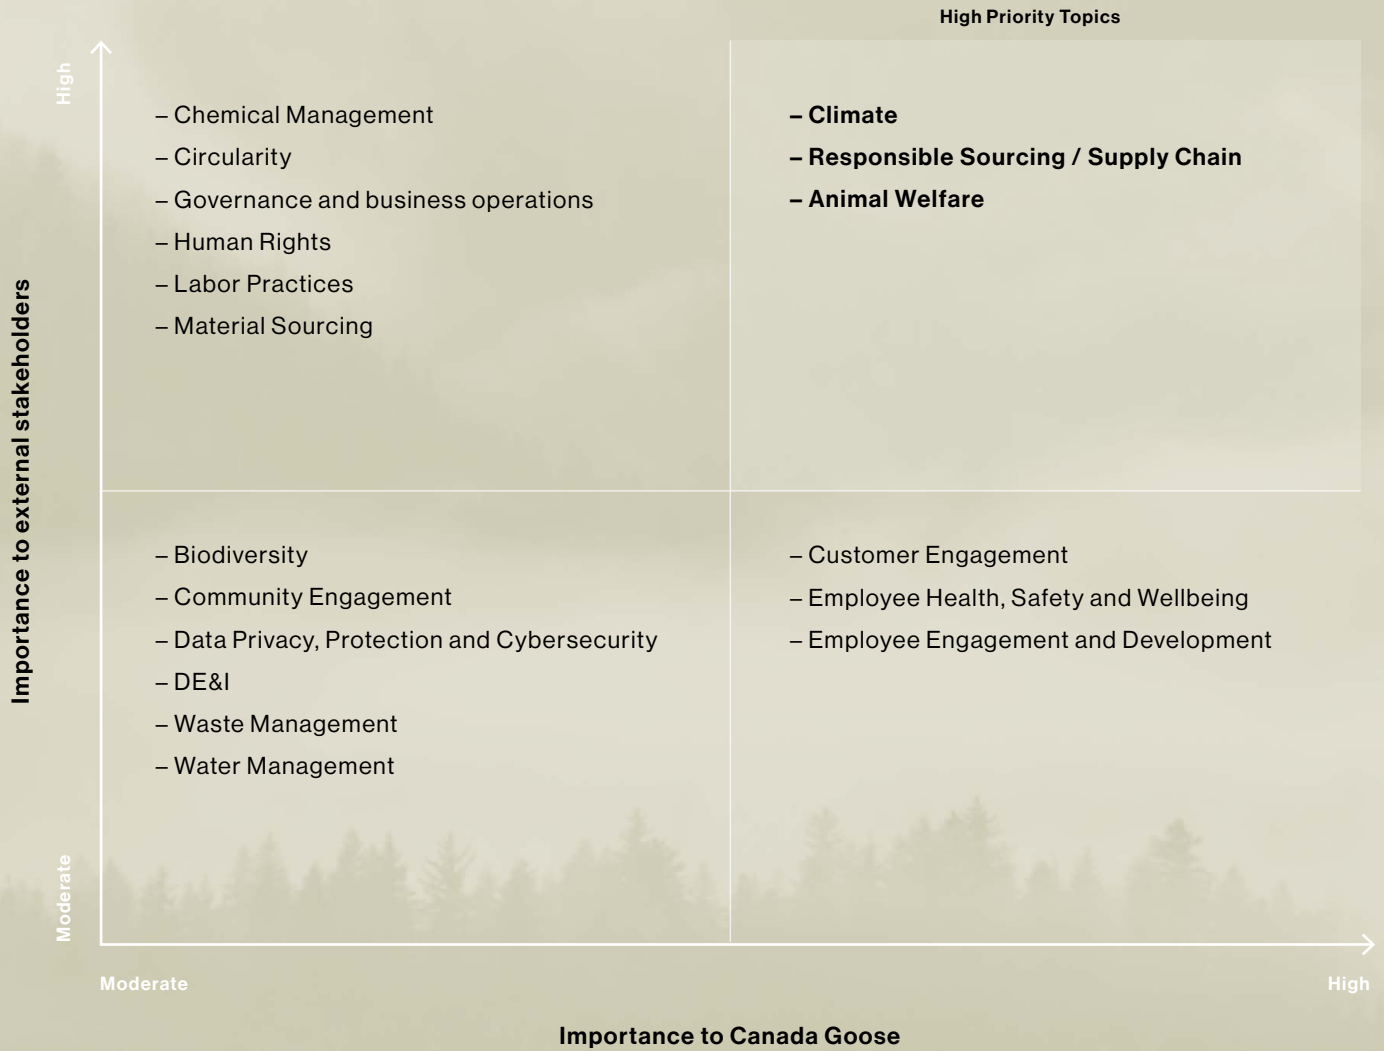 High Priority Topics
High
– Chemical Management
– Circularity
– Governance and business operations
– Human Rights
– Labor Practices
– Material Sourcing
– Climate
– Responsible Sourcing / Supply Chain
– Animal Welfare
Importance to external stakeholders
– Biodiversity
– Community Engagement
– Data Privacy, Protection and Cybersecurity
– DE&I
– Waste Management
– Water Management
– Customer Engagement
– Employee Health, Safety and Wellbeing
– Employee Engagement and Development
Moderate
Moderate
High
Importance to Canada Goose